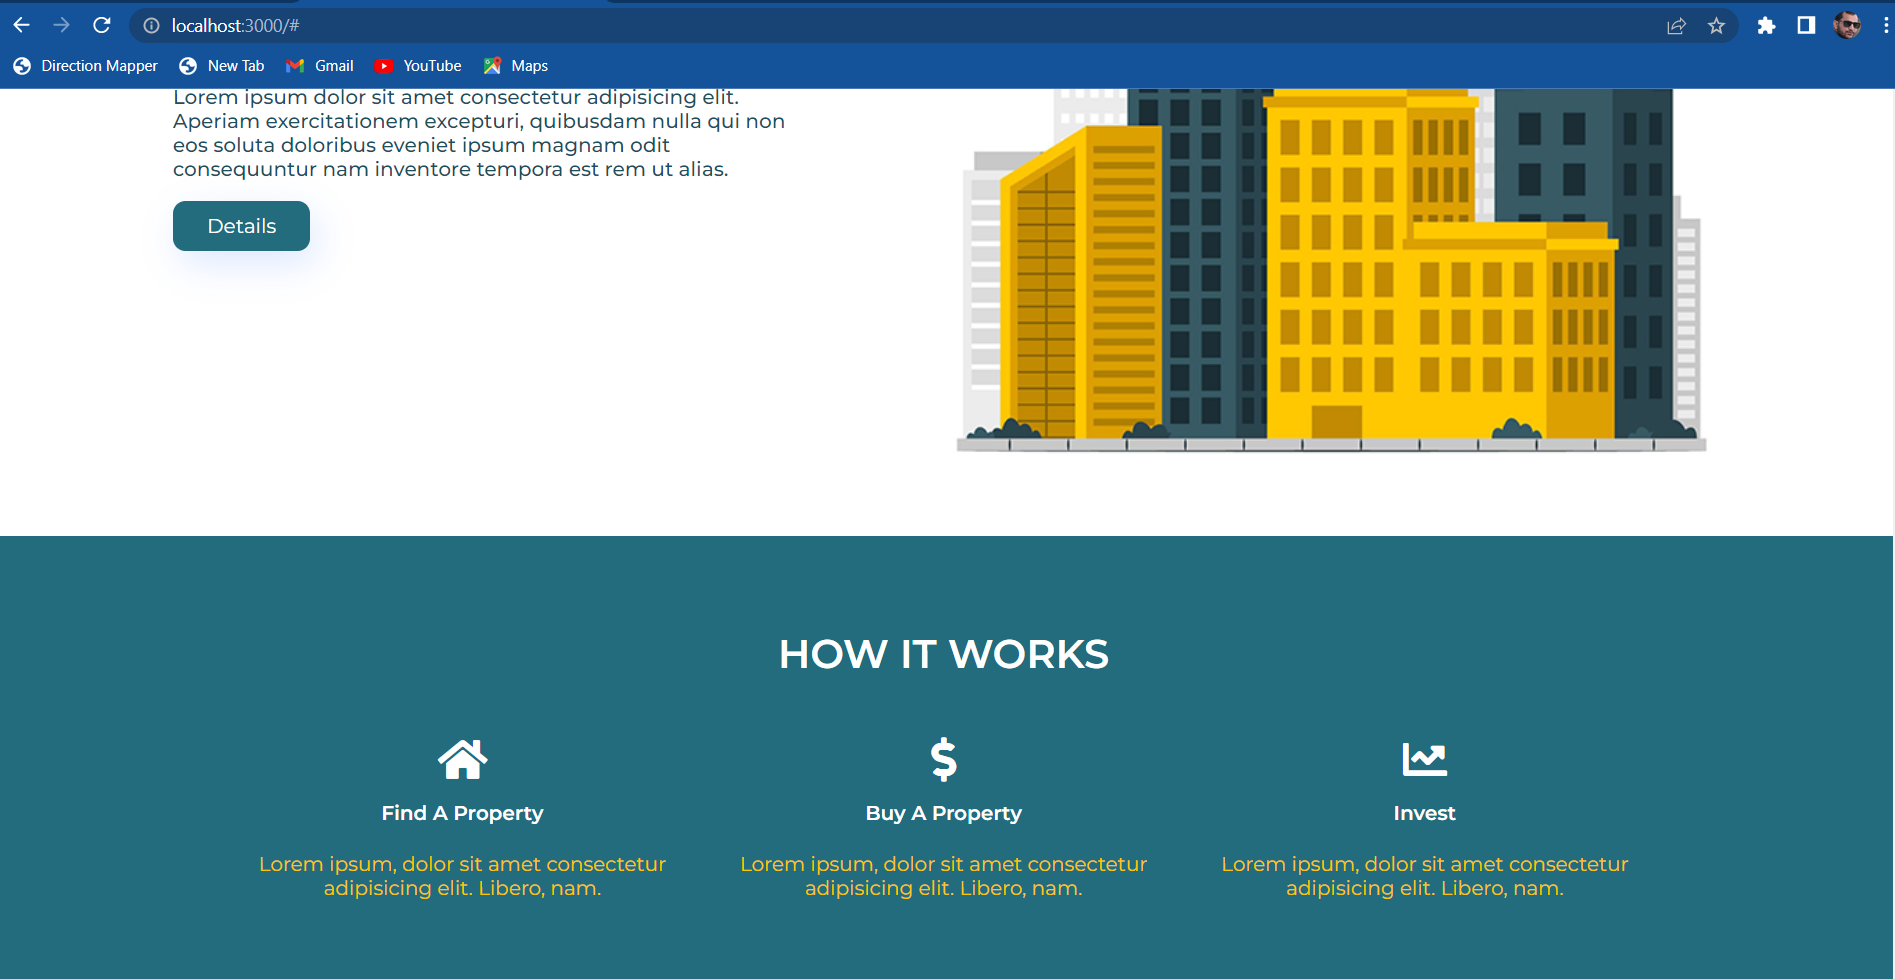 localhost:3000/#
Direction Mapper New Tab Gmail YouTube Maps
Lorem ipsum dolor sit amet consectetur adipisicing elit.
Aperiam exercitationem excepturi, quibusdam nulla qui non
eos soluta doloribus eveniet ipsum magnam odit
consequuntur nam inventore tempora est rem ut alias.
Details
HOW IT WORKS
Find A Property
Lorem ipsum, dolor sit amet consectetur
adipisicing elit. Libero, nam.
Buy A Property
Lorem ipsum, dolor sit amet consectetur
adipisicing elit. Libero, nam.
Invest
Lorem ipsum, dolor sit amet consectetur
adipisicing elit. Libero, nam.